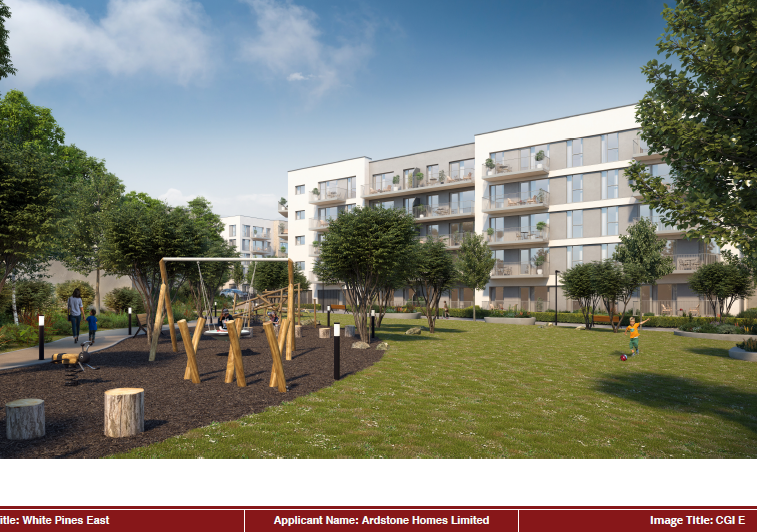 itle: White Pines East
Applicant Name: Ardstone Homes Limited
Image Title: CGI E